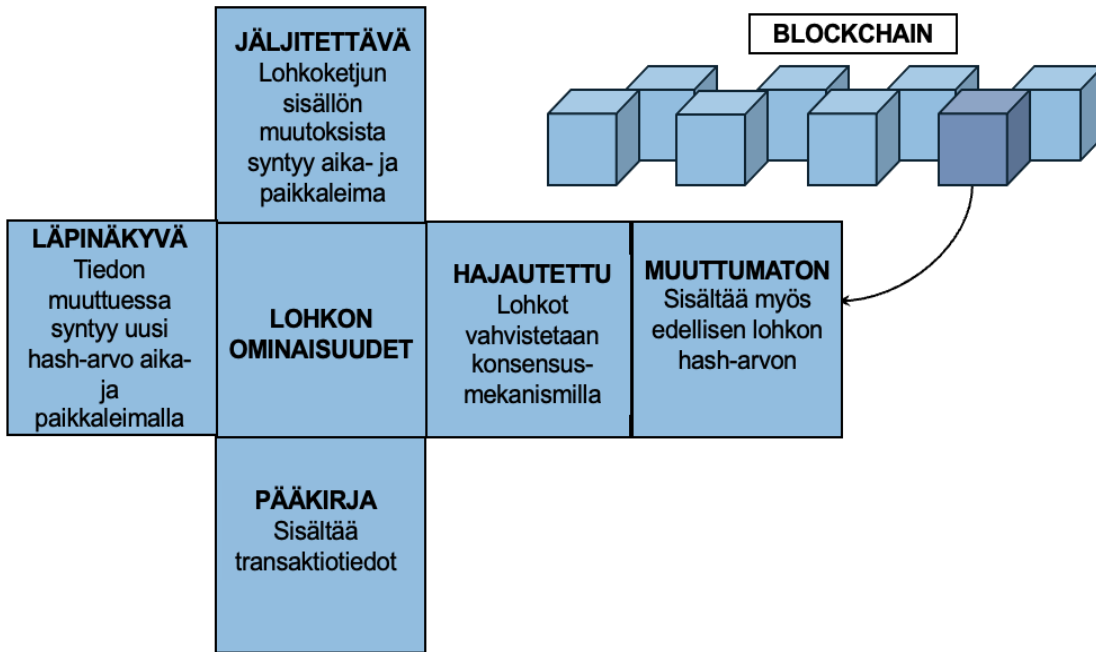 BLOCKCHAIN
JÄLJITETTÄVÄ
Lohkoketjun
sisällön
muutoksista
syntyy aika- ja
paikkaleima
LÄPINÄKYVÄ
Tiedon
muuttuessa
syntyy uusi
hash-arvo aika-
ja
paikkaleimalla
LOHKON
OMINAISUUDET
HAJAUTETTU
Lohkot
vahvistetaan
konsensus-
mekanismilla
MUUTTUMATON
Sisältää myös
edellisen lohkon
hash-arvon
PÄÄKIRJA
Sisältää
transaktiotiedot